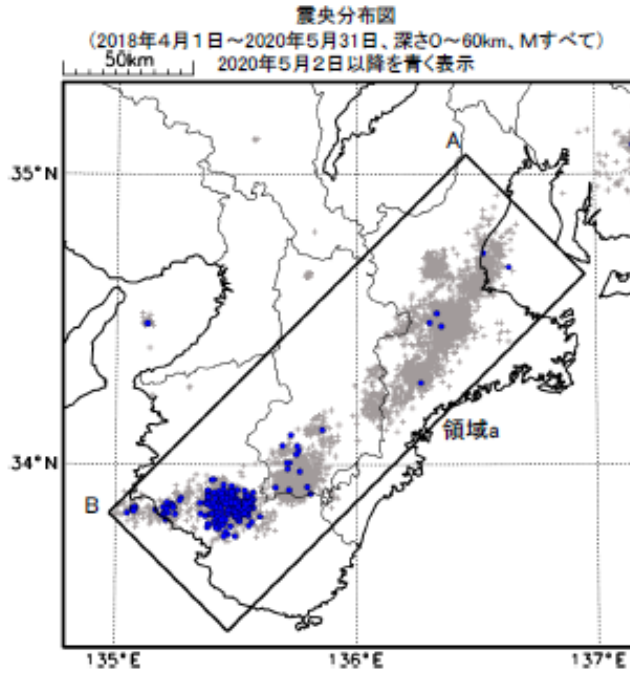 震央分布図
（2018年４月１日～2020年５月31日、深さ０～60km、Ｍすべて）
50km
2020年５月２日以降を青く表示
A
35°N
領域a
34°N
B
135°E
136°E
137°E